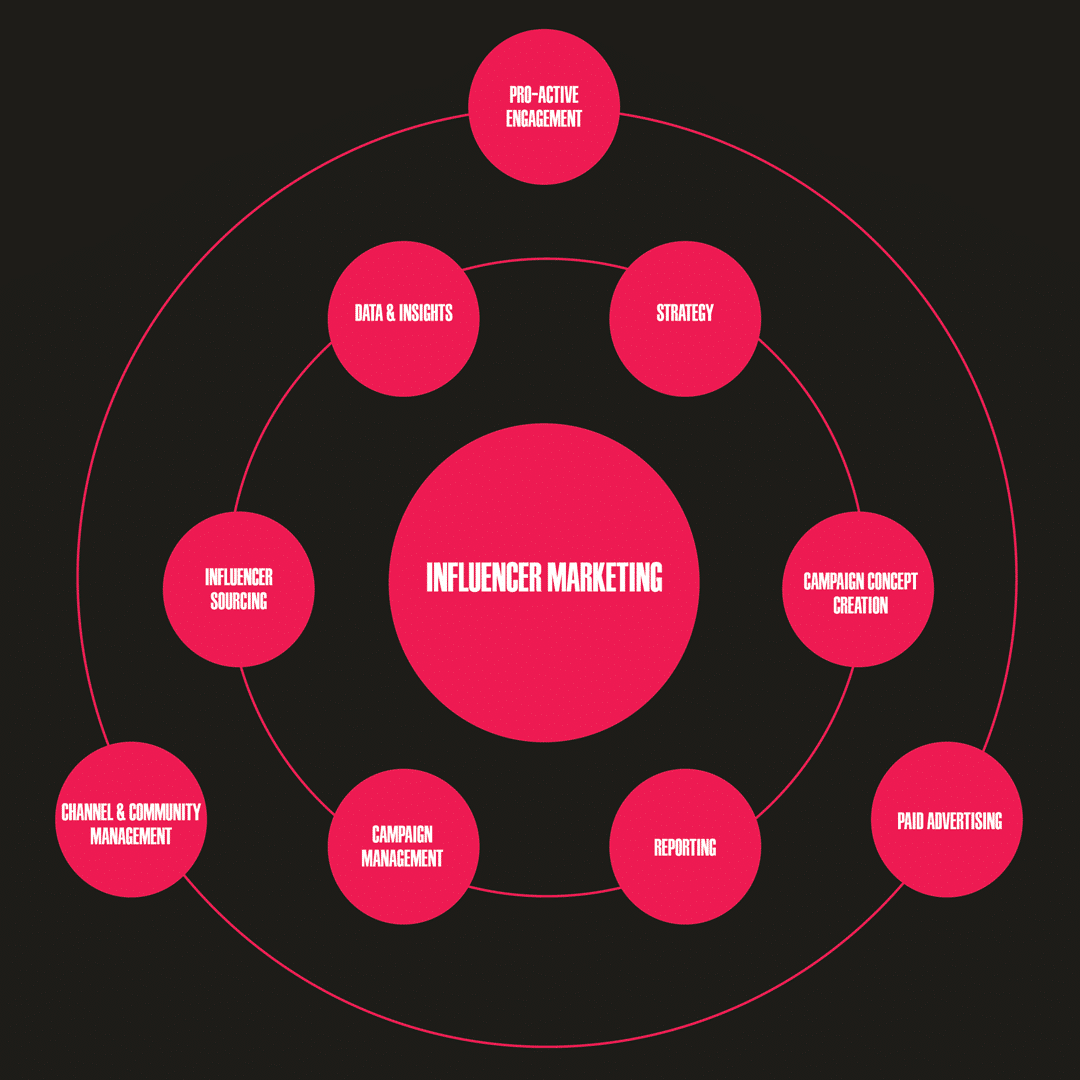 PRO-ACTIVE
ENGAGEMENT
DATA & INSIGHTS
STRATEGY
INFLUENCER
SOURCING
INFLUENCER MARKETING
CAMPAIGN CONCEPT
CREATION
CHANNEL & COMMUNITY
MANAGEMENT
CAMPAIGN
MANAGEMENT
REPORTING
PAID ADVERTISING